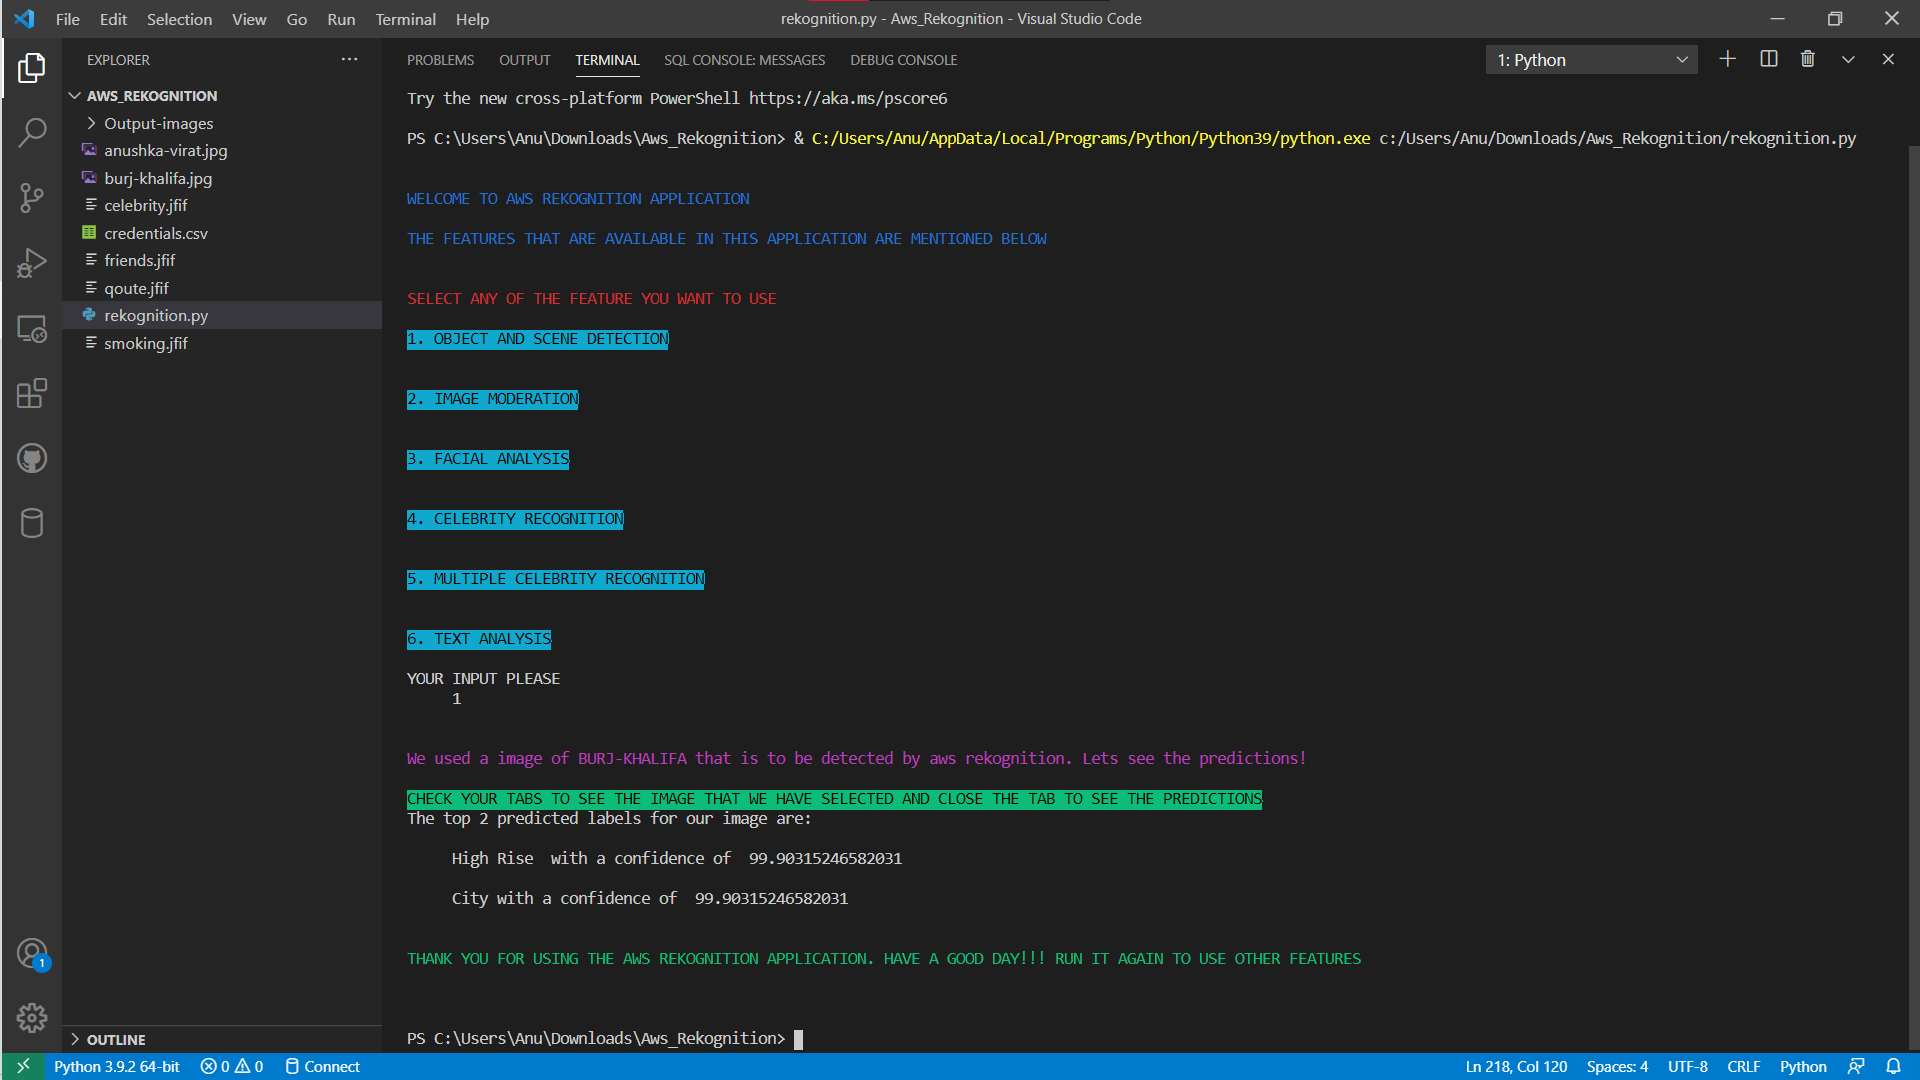 File Edit Selection View Go Run Terminal Help
rekognition.py - Aws_Rekognition - Visual Studio Code
EXPLORER
AWS_REKOGNITION
Output-images
anushka-virat.jpg
burj-khalifa.jpg
celebrity.jfif
credentials.csv
friends.jfif
qoute.jfif
rekognition.py
smoking.jfif
OUTLINE
PROBLEMS OUTPUT TERMINAL SQL CONSOLE: MESSAGES DEBUG CONSOLE
1: Python
Try the new cross-platform PowerShell https://aka.ms/pscore6
PS C:\Users\Anu\Downloads\Aws_Rekognition> & C:/Users/Anu/AppData/Local/Programs/Python/Python39/python.exe c:/Users/Anu/Downloads/Aws_Rekognition/rekognition.py
WELCOME TO AWS REKOGNITION APPLICATION
THE FEATURES THAT ARE AVAILABLE IN THIS APPLICATION ARE MENTIONED BELOW
SELECT ANY OF THE FEATURE YOU WANT TO USE
1. OBJECT AND SCENE DETECTION
2. IMAGE MODERATION
3. FACIAL ANALYSIS
4. CELEBRITY RECOGNITION
5. MULTIPLE CELEBRITY RECOGNITION
6. TEXT ANALYSIS
YOUR INPUT PLEASE
1
We used a image of BURJ-KHALIFA that is to be detected by aws rekognition. Lets see the predictions!
CHECK YOUR TABS TO SEE THE IMAGE THAT WE HAVE SELECTED AND CLOSE THE TAB TO SEE THE PREDICTIONS
The top 2 predicted labels for our image are:
High Rise  with a confidence of  99.90315246582031
City with a confidence of  99.90315246582031
THANK YOU FOR USING THE AWS REKOGNITION APPLICATION. HAVE A GOOD DAY!!! RUN IT AGAIN TO USE OTHER FEATURES
PS C:\Users\Anu\Downloads\Aws_Rekognition>
1
Python 3.9.2 64-bit 0 0 Connect
Ln 218, Col 120 Spaces: 4 UTF-8 CRLF Python